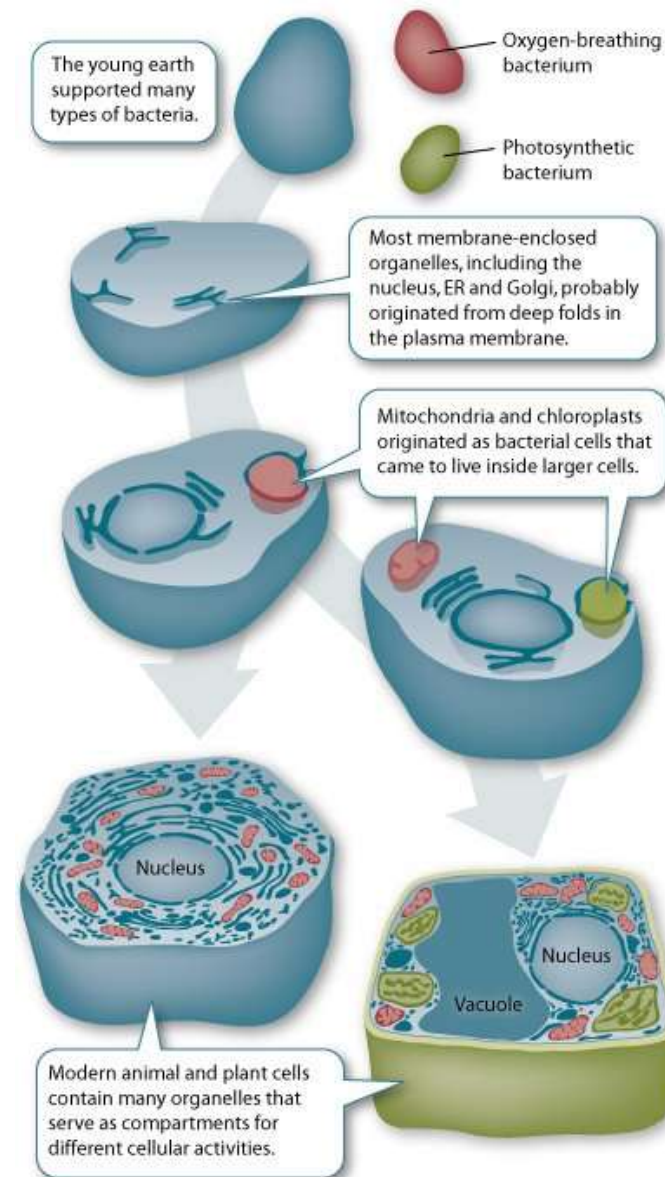 The young earth
supported many
types of bacteria.
Oxygen-breathing
bacterium
Photosynthetic
bacterium
Most membrane-enclosed
organelles, including the
nucleus, ER and Golgi, probably
originated from deep folds in
the plasma membrane.
Mitochondria and chloroplasts
originated as bacterial cells that
came to live inside larger cells.
Nucleus
Nucleus
Vacuole
Modern animal and plant cells
contain many organelles that
serve as compartments for
different cellular activities.